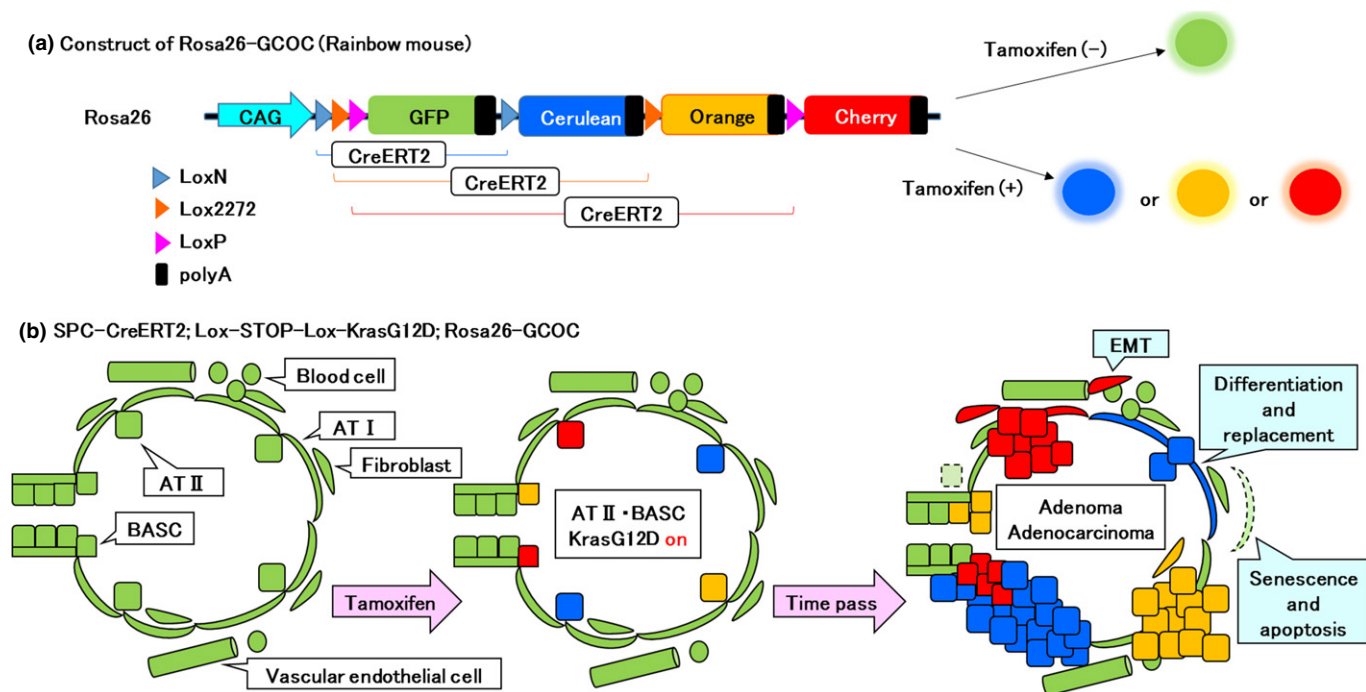 (a) Construct of Rosa26-GCOC (Rainbow mouse)
Tamoxifen (−)
Rosa26
CAG
GFP
Cerulean
Orange
Cherry
CreERT2
CreERT2
CreERT2
Tamoxifen (+)
or
or
LoxN
Lox2272
LoxP
polyA
(b) SPC-CreERT2; Lox-STOP-Lox-KrasG12D; Rosa26-GCOC
Blood cell
AT I
Fibroblast
AT II
BASC
Vascular endothelial cell
Tamoxifen
AT II・BASC
KrasG12D on
Time pass
EMT
Differentiation
and
replacement
Adenoma
Adenocarcinoma
Senescence
and
apoptosis